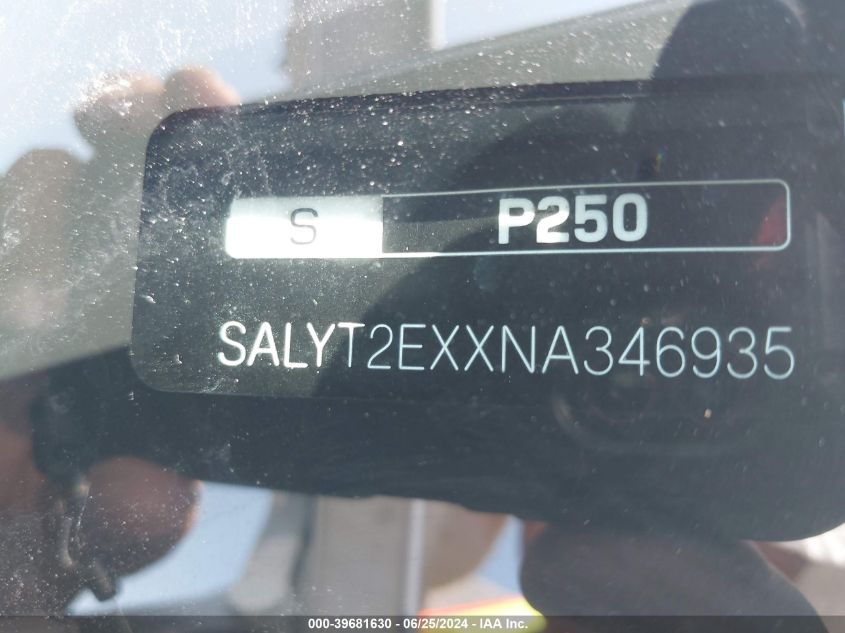 S P250
SALYT2EXXNA346935
000-39681630 - 06/25/2024 - IAA Inc.